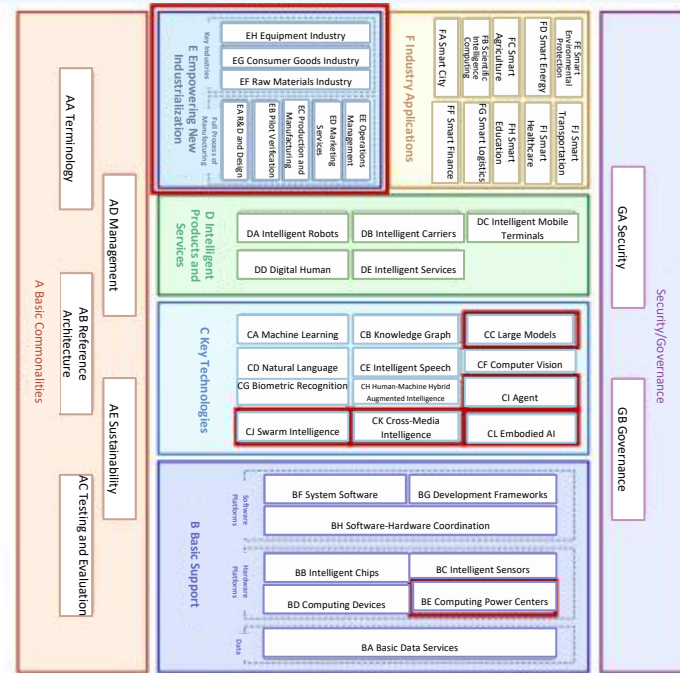 A Basic Commonalities
AA Terminology
AB Reference
Architecture
AC Testing and Evaluation
AD Management
AE Sustainability
E Empowering New
Industrialization
Key Industries
EH Equipment Industry
EG Consumer Goods Industry
EF Raw Materials Industry
Full Process of
Manufacturing
EA R&D and Design
EB Pilot Verification
EC Production and
Manufacturing
ED Marketing
Services
EE Operations
Management
F Industry Applications
FA Smart City
FB Scientific
Intelligence
Computing
FC Smart
Agriculture
FD Smart Energy
FE Smart
Environmental
Protection
FF Smart Finance
FG Smart Logistics
FH Smart
Education
FI Smart
Healthcare
FJ Smart
Transportation
D Intelligent
Products and
Services
DA Intelligent Robots
DB Intelligent Carriers
DC Intelligent Mobile
Terminals
DD Digital Human
DE Intelligent Services
C Key Technologies
CA Machine Learning
CB Knowledge Graph
CC Large Models
CD Natural Language
CE Intelligent Speech
CF Computer Vision
CG Biometric Recognition
CH Human-Machine Hybrid
Augmented Intelligence
CI Agent
CJ Swarm Intelligence
CK Cross-Media
Intelligence
CL Embodied AI
B Basic Support
Software
Platforms
BF System Software
BG Development Frameworks
BH Software-Hardware Coordination
Hardware
Platforms
BB Intelligent Chips
BC Intelligent Sensors
BD Computing Devices
BE Computing Power Centers
Data
BA Basic Data Services
Security/Governance
GA Security
GB Governance